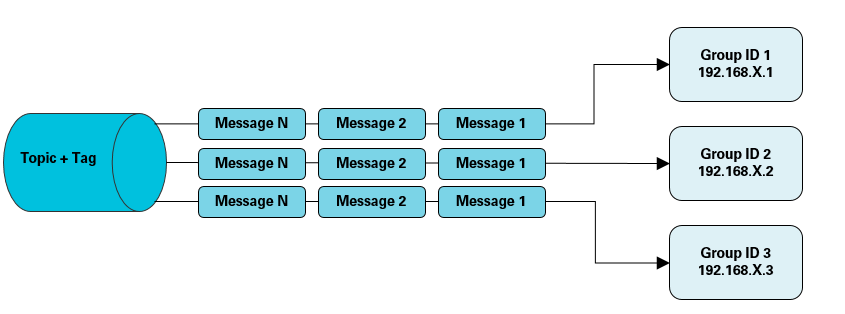 Topic + Tag
Message N
Message 2
Message 1
Message N
Message 2
Message 1
Message N
Message 2
Message 1
Group ID 1
192.168.X.1
Group ID 2
192.168.X.2
Group ID 3
192.168.X.3